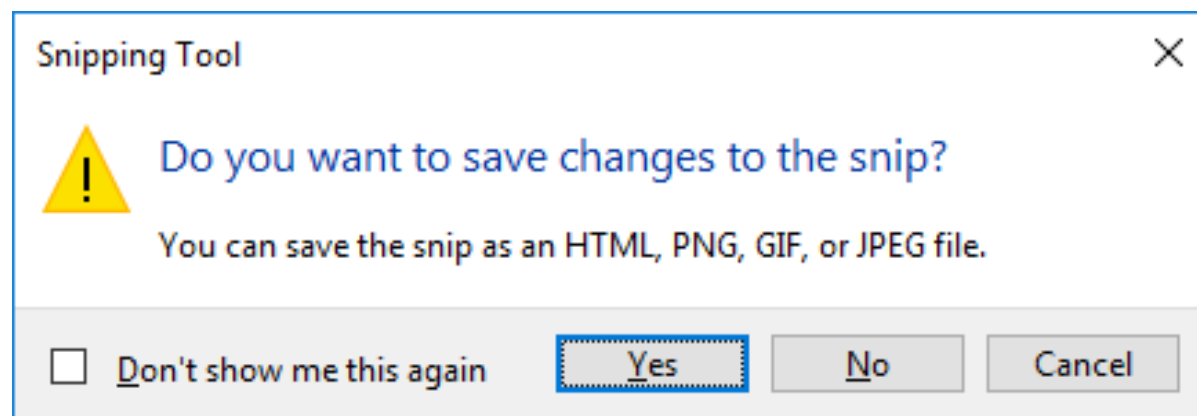 Snipping Tool
Do you want to save changes to the snip?
You can save the snip as an HTML, PNG, GIF, or JPEG file.
Don't show me this again Yes No Cancel